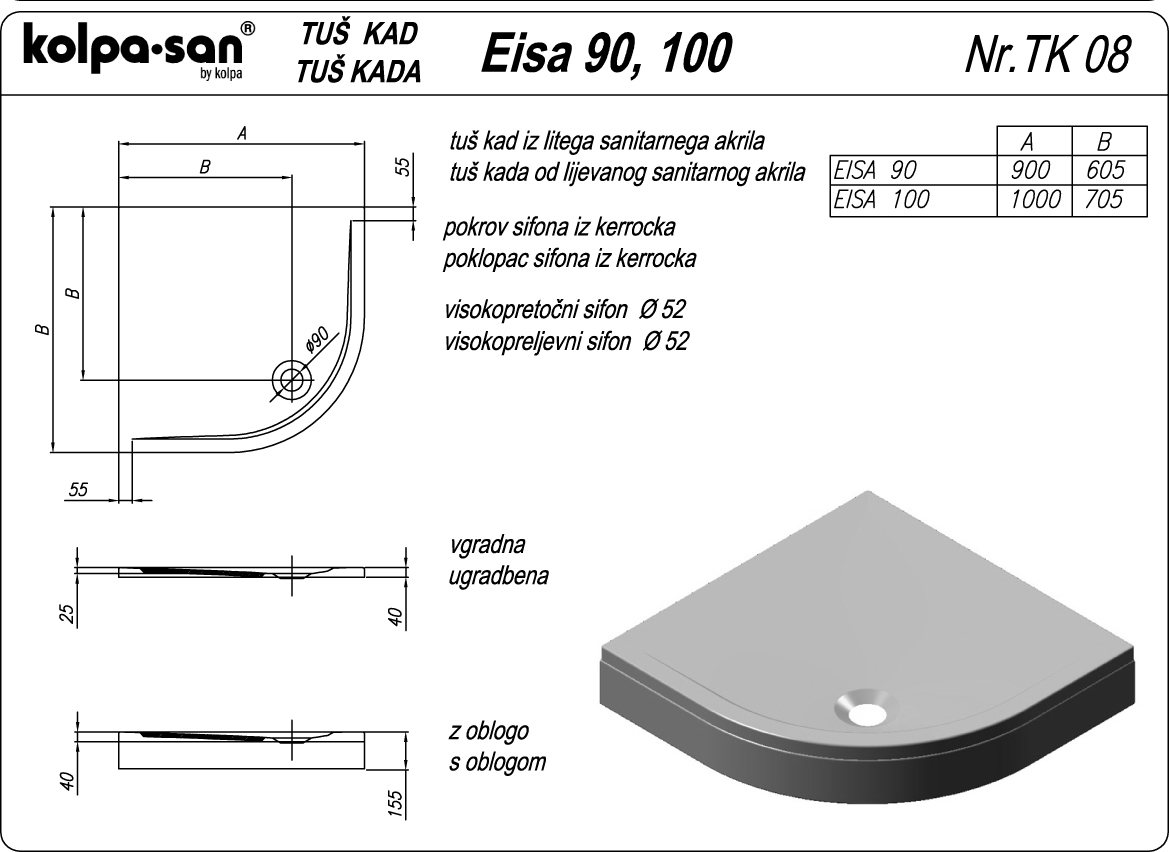 kolpa•san®
by kolpa
TUŠ KAD
TUŠ KADA
Eisa 90, 100
Nr.TK 08
A
B
55
B
B
ø90
55
tuš kad iz litega sanitarnega akrila
tuš kada od lijevanog sanitarnog akrila
pokrov sifona iz kerrocka
poklopac sifona iz kerrocka
visokopretočni sifon Ø 52
visokopreljevni sifon Ø 52
A B
EISA 90 900 605
EISA 100 1000 705
25
40
vgradna
ugradbena
40
155
z oblogo
s oblogom